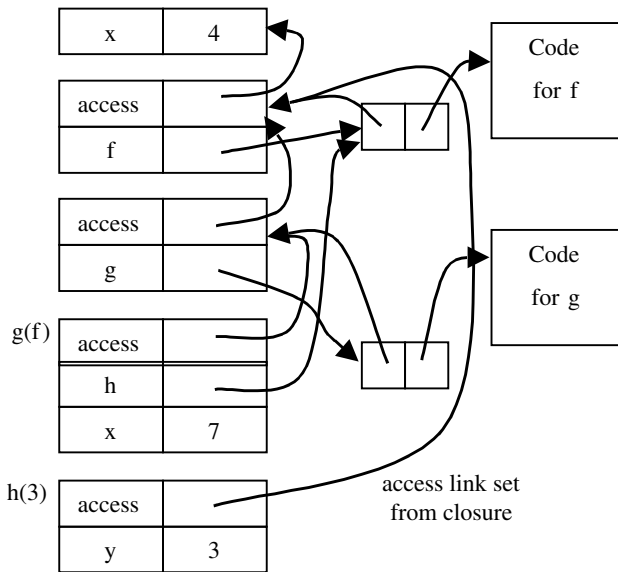 x 4
access
f
access
g
g(f)
access
h
x 7
h(3)
access
y 3
Code
for f
Code
for g
access link set
from closure